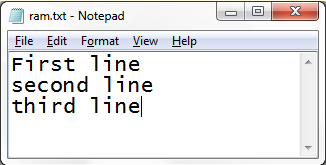 ram.txt - Notepad
File Edit Format View Help
First line
second line
third line